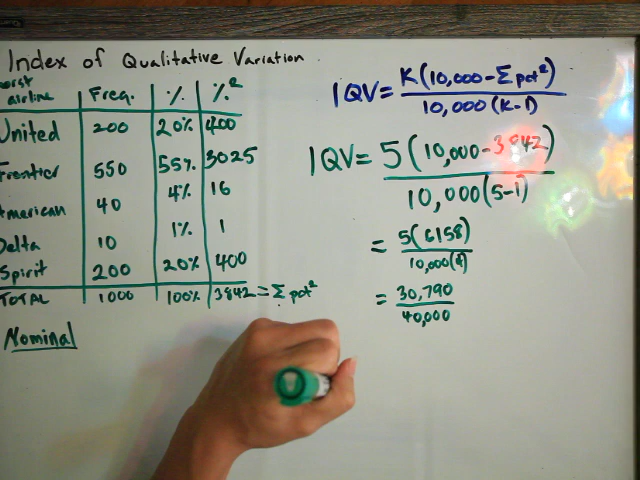 Index of Qualitative Variation
worst airline Freq. % %²
United 200 20% 400
Frontier 550 55% 3025
American 40 4% 16
Delta 10 1% 1
Spirit 200 20% 400
TOTAL 1000 100% 3842 = Σ pct²
Nominal
IQV = K(10,000 - Σ pct²)
10,000 (K-1)
IQV = 5(10,000 - 3842)
10,000(5-1)
= 5(6158)
10,000(4)
= 30,790
40,000